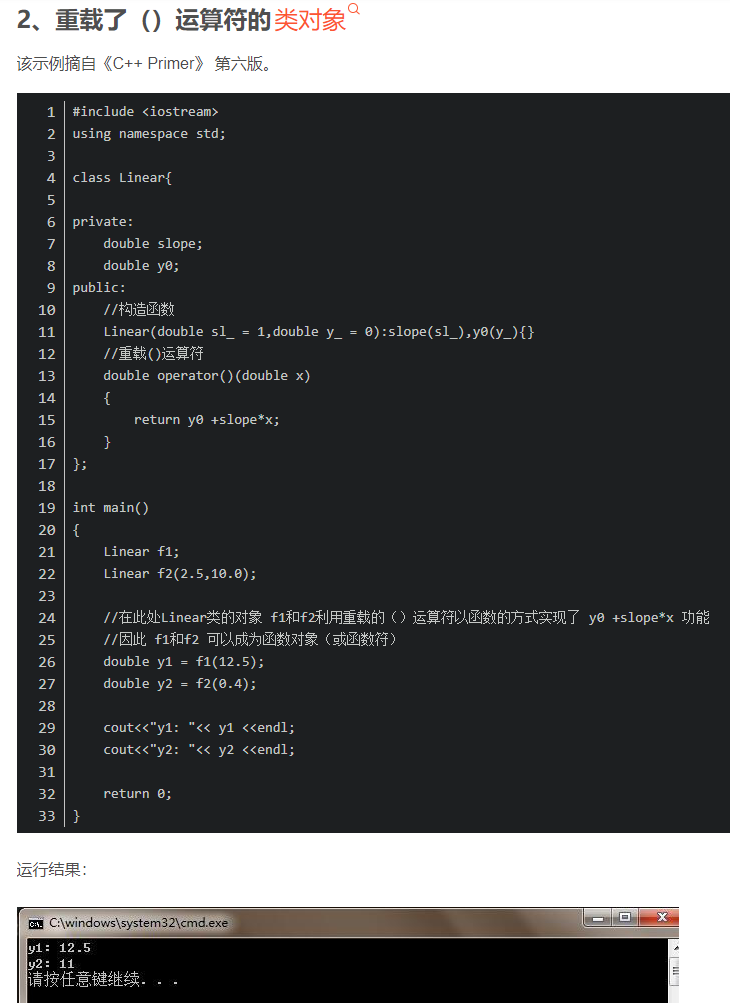 2、重载了（）运算符的类对象
该示例摘自《C++ Primer》 第六版。
1 #include <iostream>
2 using namespace std;
3
4 class Linear{
5
6 private:
7     double slope;
8     double y0;
9 public:
10     //构造函数
11     Linear(double sl_ = 1,double y_ = 0):slope(sl_),y0(y_){}
12     //重载()运算符
13     double operator()(double x)
14     {
15         return y0 +slope*x;
16     }
17 };
18
19 int main()
20 {
21     Linear f1;
22     Linear f2(2.5,10.0);
23
24     //在此处Linear类的对象 f1和f2利用重载的（）运算符以函数的方式实现了 y0 +slope*x 功能
25     //因此 f1和f2 可以成为函数对象（或函数符）
26     double y1 = f1(12.5);
27     double y2 = f2(0.4);
28
29     cout<<"y1: "<< y1 <<endl;
30     cout<<"y2: "<< y2 <<endl;
31
32     return 0;
33 }
运行结果：
C:\windows\system32\cmd.exe
y1: 12.5
y2: 11
请按任意键继续. . .